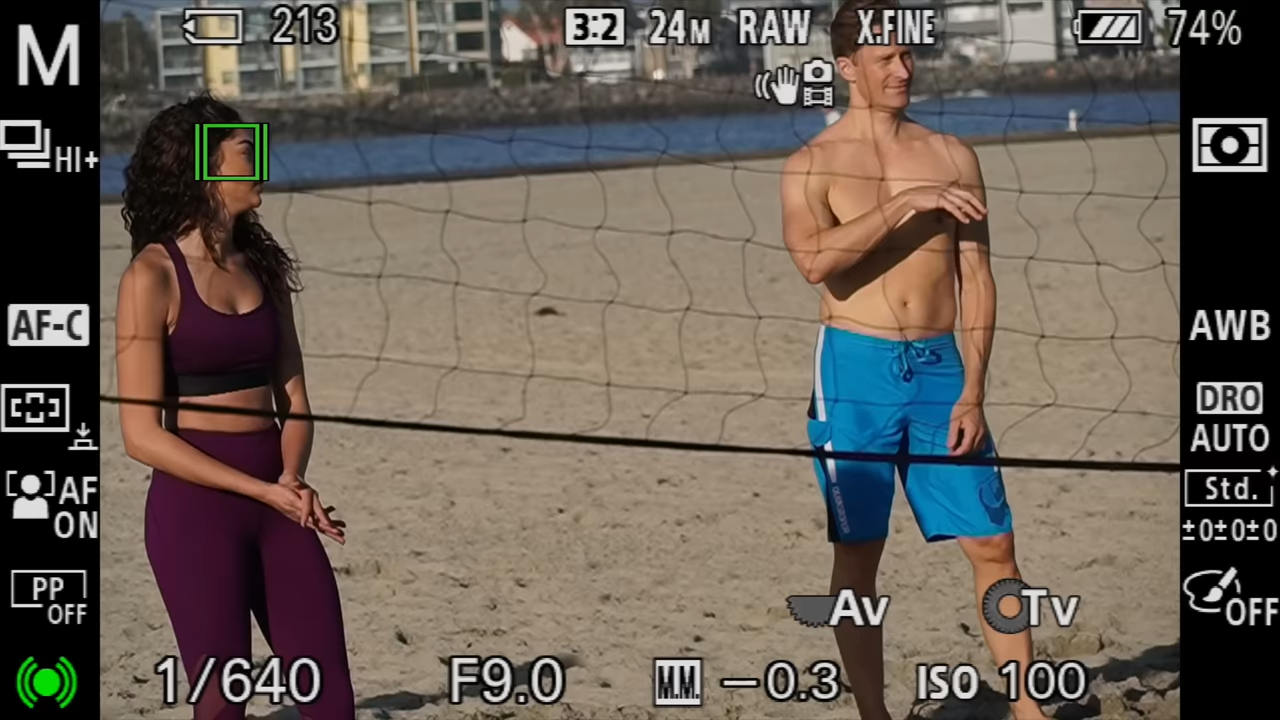 M 213 3:2 24M RAW X.FINE 74%
HI+
AF-C
AWB
DRO
AUTO
AF
ON
Std.
±0±0±0
PP
OFF
OFF
Av Tv
1/640 F9.0 M.M. −0.3 ISO 100